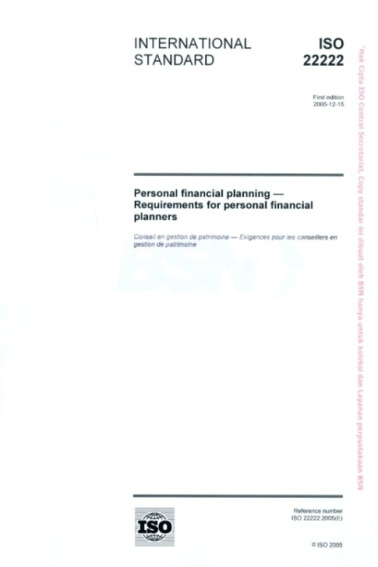 INTERNATIONAL
STANDARD
ISO
22222
First edition
2005-12-15
Personal financial planning —
Requirements for personal financial
planners
Conseil en gestion de patrimoine — Exigences pour les conseillers en
gestion de patrimoine
BSN
"Hak Cipta ISO Central Secretariat, Copy standar ini dibuat oleh BSN hanya untuk koleksi dan Layanan perpustakaan BSN
ISO
Reference number
ISO 22222:2005(E)
© ISO 2005